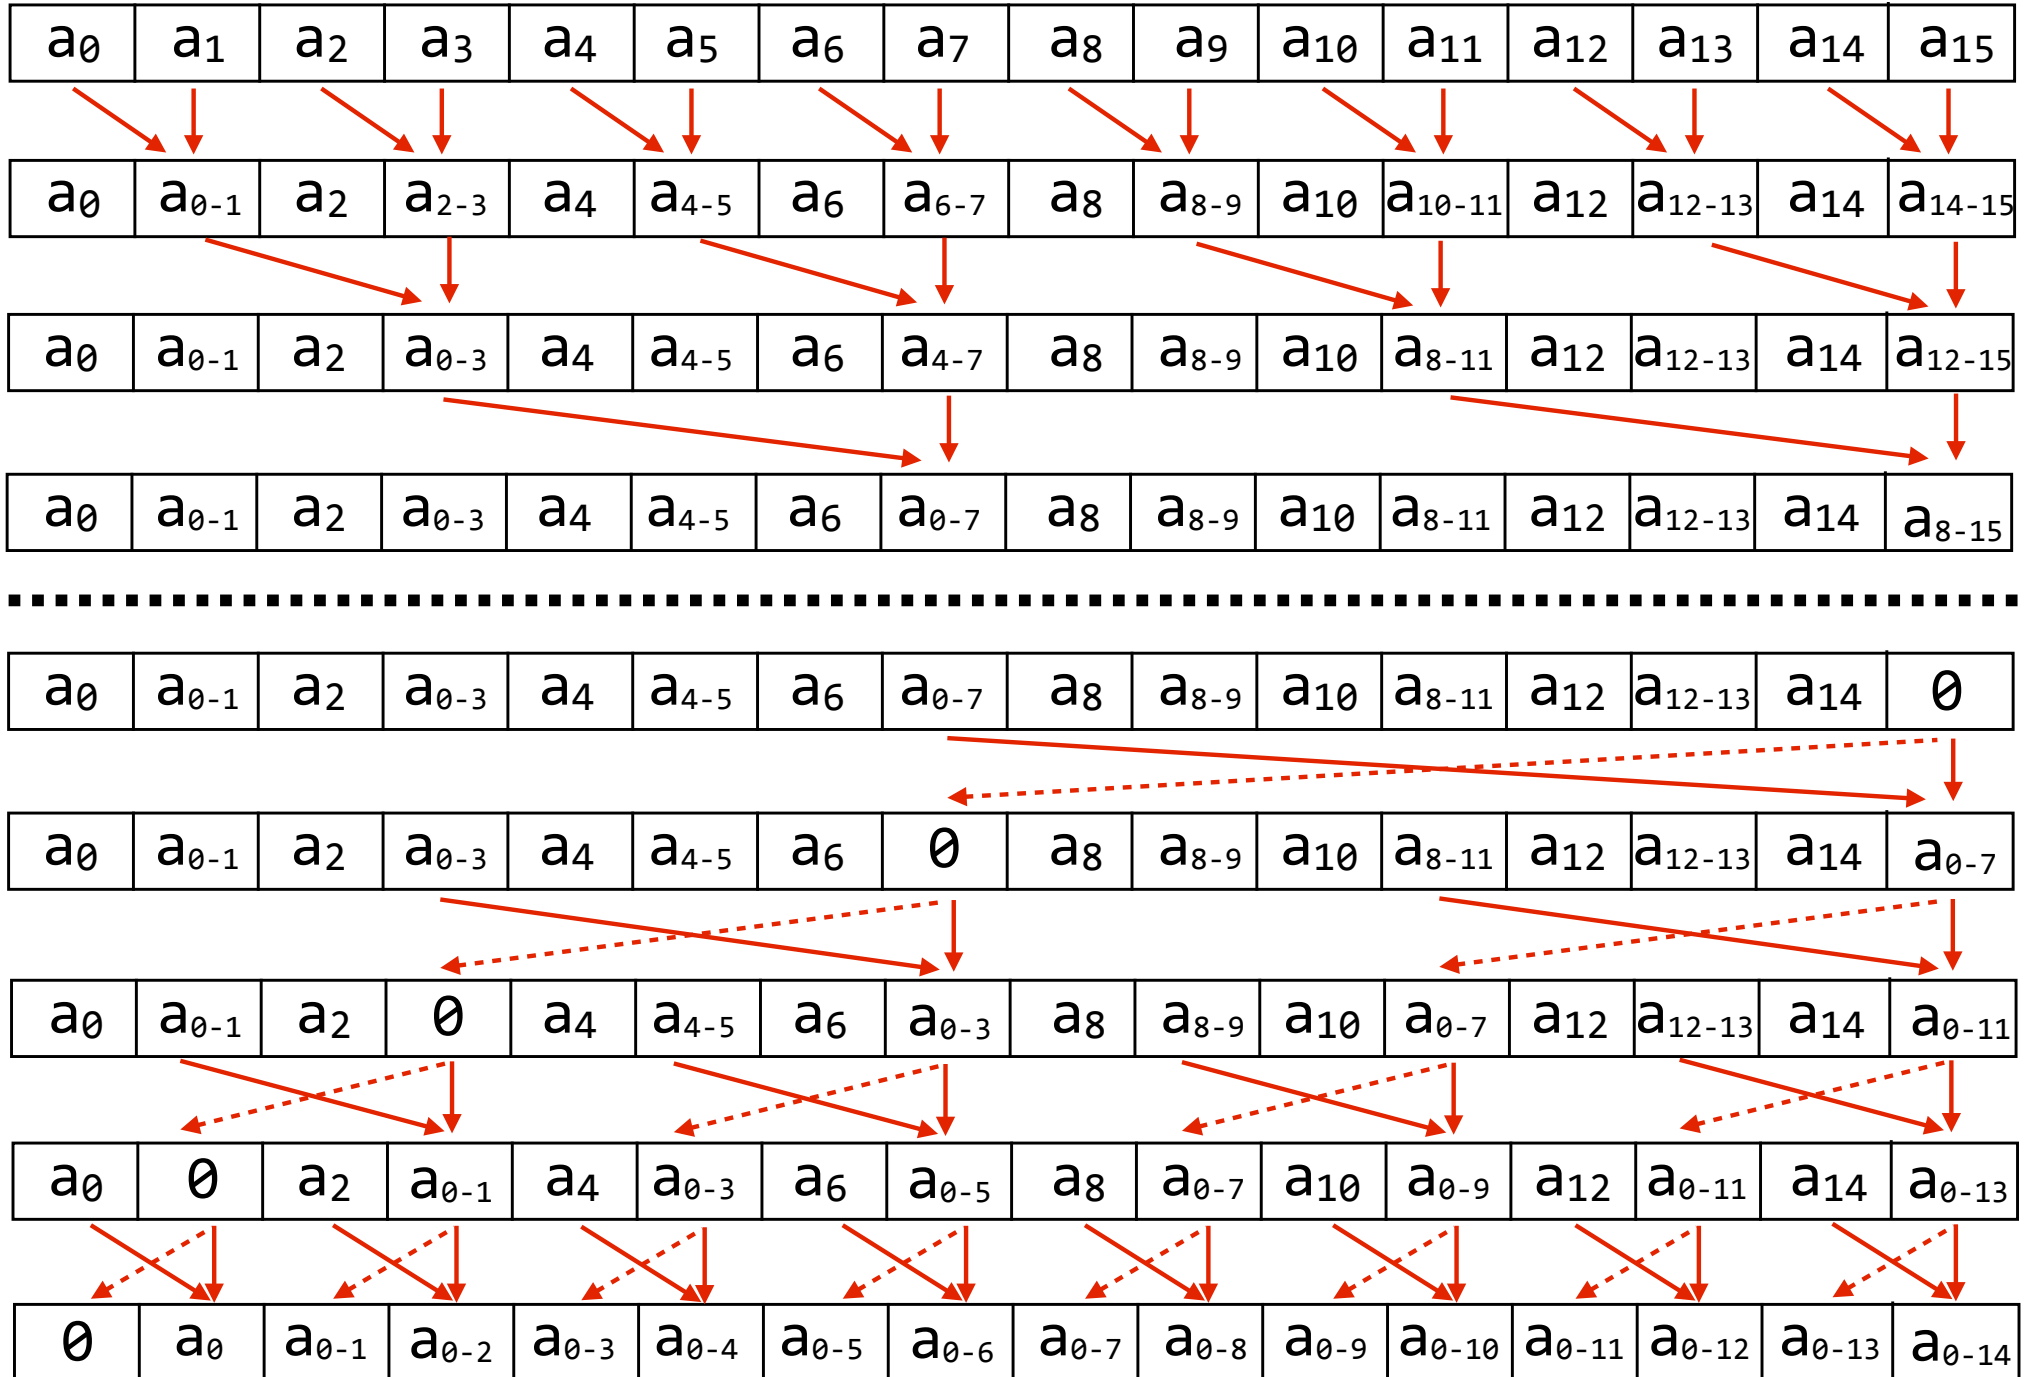 a₀ a₁ a₂ a₃ a₄ a₅ a₆ a₇ a₈ a₉ a₁₀ a₁₁ a₁₂ a₁₃ a₁₄ a₁₅
a₀ a₀₋₁ a₂ a₂₋₃ a₄ a₄₋₅ a₆ a₆₋₇ a₈ a₈₋₉ a₁₀ a₁₀₋₁₁ a₁₂ a₁₂₋₁₃ a₁₄ a₁₄₋₁₅
a₀ a₀₋₁ a₂ a₀₋₃ a₄ a₄₋₅ a₆ a₄₋₇ a₈ a₈₋₉ a₁₀ a₈₋₁₁ a₁₂ a₁₂₋₁₃ a₁₄ a₁₂₋₁₅
a₀ a₀₋₁ a₂ a₀₋₃ a₄ a₄₋₅ a₆ a₀₋₇ a₈ a₈₋₉ a₁₀ a₈₋₁₁ a₁₂ a₁₂₋₁₃ a₁₄ a₈₋₁₅
a₀ a₀₋₁ a₂ a₀₋₃ a₄ a₄₋₅ a₆ a₀₋₇ a₈ a₈₋₉ a₁₀ a₈₋₁₁ a₁₂ a₁₂₋₁₃ a₁₄ 0
a₀ a₀₋₁ a₂ a₀₋₃ a₄ a₄₋₅ a₆ 0 a₈ a₈₋₉ a₁₀ a₈₋₁₁ a₁₂ a₁₂₋₁₃ a₁₄ a₀₋₇
a₀ a₀₋₁ a₂ 0 a₄ a₄₋₅ a₆ a₀₋₃ a₈ a₈₋₉ a₁₀ a₀₋₇ a₁₂ a₁₂₋₁₃ a₁₄ a₀₋₁₁
a₀ 0 a₂ a₀₋₁ a₄ a₀₋₃ a₆ a₀₋₅ a₈ a₀₋₇ a₁₀ a₀₋₉ a₁₂ a₀₋₁₁ a₁₄ a₀₋₁₃
0 a₀ a₀₋₁ a₀₋₂ a₀₋₃ a₀₋₄ a₀₋₅ a₀₋₆ a₀₋₇ a₀₋₈ a₀₋₉ a₀₋₁₀ a₀₋₁₁ a₀₋₁₂ a₀₋₁₃ a₀₋₁₄